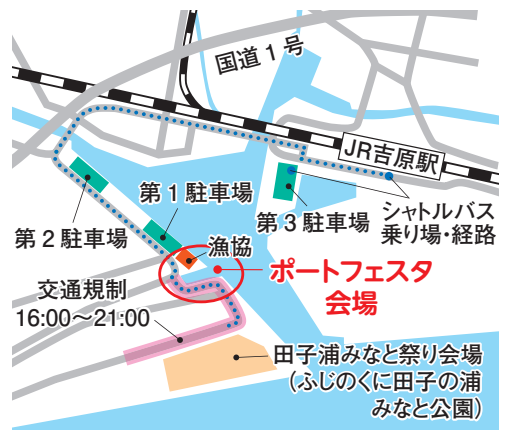 国道1号
JR吉原駅
第1駐車場
第2駐車場
第3駐車場
シャトルバス
乗り場・経路
漁協
ポートフェスタ
会場
交通規制
16:00〜21:00
田子浦みなと祭り会場
(ふじのくに田子の浦
みなと公園)